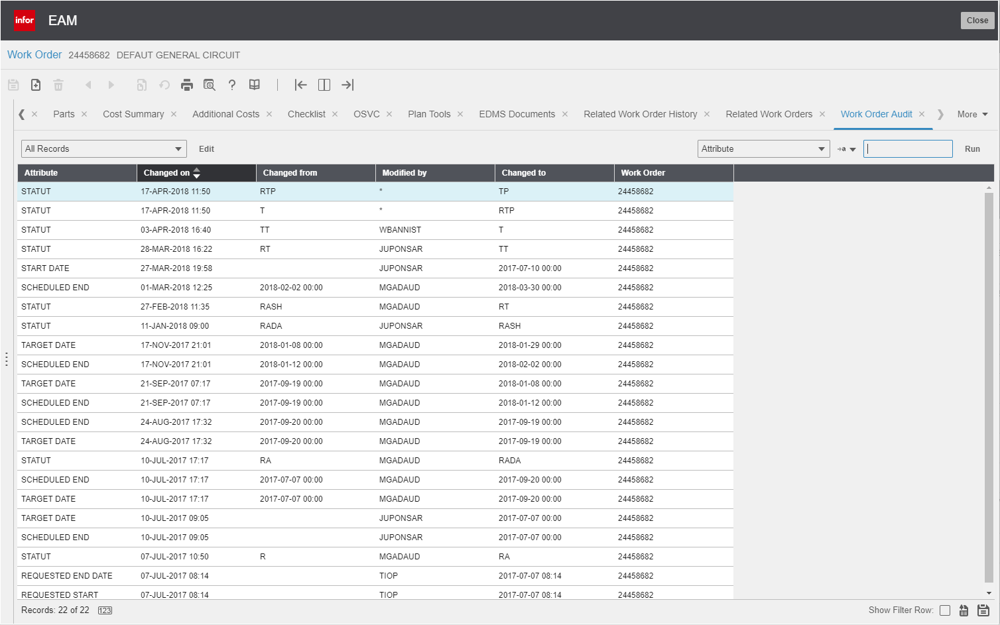 infor EAM Close
Work Order 24458682 DEFAUT GENERAL CIRCUIT
Parts Cost Summary Additional Costs Checklist OSVC Plan Tools EDMS Documents Related Work Order History Related Work Orders Work Order Audit More
All Records Edit Attribute a Run
Attribute Changed on Changed from Modified by Changed to Work Order
STATUT 17-APR-2018 11:50 RTP * TP 24458682
STATUT 17-APR-2018 11:50 T * RTP 24458682
STATUT 03-APR-2018 16:40 TT WBANNIST T 24458682
STATUT 28-MAR-2018 16:22 RT JUPONSAR TT 24458682
START DATE 27-MAR-2018 19:58 JUPONSAR 2017-07-10 00:00 24458682
SCHEDULED END 01-MAR-2018 12:25 2018-02-02 00:00 MGADAUD 2018-03-30 00:00 24458682
STATUT 27-FEB-2018 11:35 RASH MGADAUD RT 24458682
STATUT 11-JAN-2018 09:00 RADA JUPONSAR RASH 24458682
TARGET DATE 17-NOV-2017 21:01 2018-01-08 00:00 MGADAUD 2018-01-29 00:00 24458682
SCHEDULED END 17-NOV-2017 21:01 2018-01-12 00:00 MGADAUD 2018-02-02 00:00 24458682
TARGET DATE 21-SEP-2017 07:17 2017-09-19 00:00 MGADAUD 2018-01-08 00:00 24458682
SCHEDULED END 21-SEP-2017 07:17 2017-09-19 00:00 MGADAUD 2018-01-12 00:00 24458682
SCHEDULED END 24-AUG-2017 17:32 2017-09-20 00:00 MGADAUD 2017-09-19 00:00 24458682
TARGET DATE 24-AUG-2017 17:32 2017-09-20 00:00 MGADAUD 2017-09-19 00:00 24458682
STATUT 10-JUL-2017 17:17 RA MGADAUD RADA 24458682
SCHEDULED END 10-JUL-2017 17:17 2017-07-07 00:00 MGADAUD 2017-09-20 00:00 24458682
TARGET DATE 10-JUL-2017 17:17 2017-07-07 00:00 MGADAUD 2017-09-20 00:00 24458682
TARGET DATE 10-JUL-2017 09:05 JUPONSAR 2017-07-07 00:00 24458682
SCHEDULED END 10-JUL-2017 09:05 JUPONSAR 2017-07-07 00:00 24458682
STATUT 07-JUL-2017 10:50 R MGADAUD RA 24458682
REQUESTED END DATE 07-JUL-2017 08:14 TIOP 2017-07-07 08:14 24458682
REQUESTED START 07-JUL-2017 08:14 TIOP 2017-07-07 08:14 24458682
Records: 22 of 22 123 Show Filter Row: